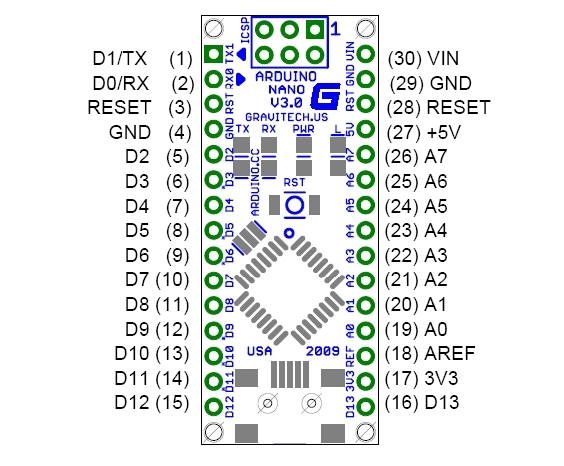 ICSP
1
D1/TX (1)
D0/RX (2)
RESET (3)
GND (4)
D2 (5)
D3 (6)
D4 (7)
D5 (8)
D6 (9)
D7 (10)
D8 (11)
D9 (12)
D10 (13)
D11 (14)
D12 (15)
TX1
RX0
RST
GND
D2
D3
D4
D5
D6
D7
D8
D9
D10
D11
D12
ARDUINO
NANO
V3.0
G
GRAVITECH.US
TX RX PWR L
ARDUINO.CC
RST
USA 2009
VIN
GND
RST
5V
A7
A6
A5
A4
A3
A2
A1
A0
REF
3V3
D13
(30) VIN
(29) GND
(28) RESET
(27) +5V
(26) A7
(25) A6
(24) A5
(23) A4
(22) A3
(21) A2
(20) A1
(19) A0
(18) AREF
(17) 3V3
(16) D13